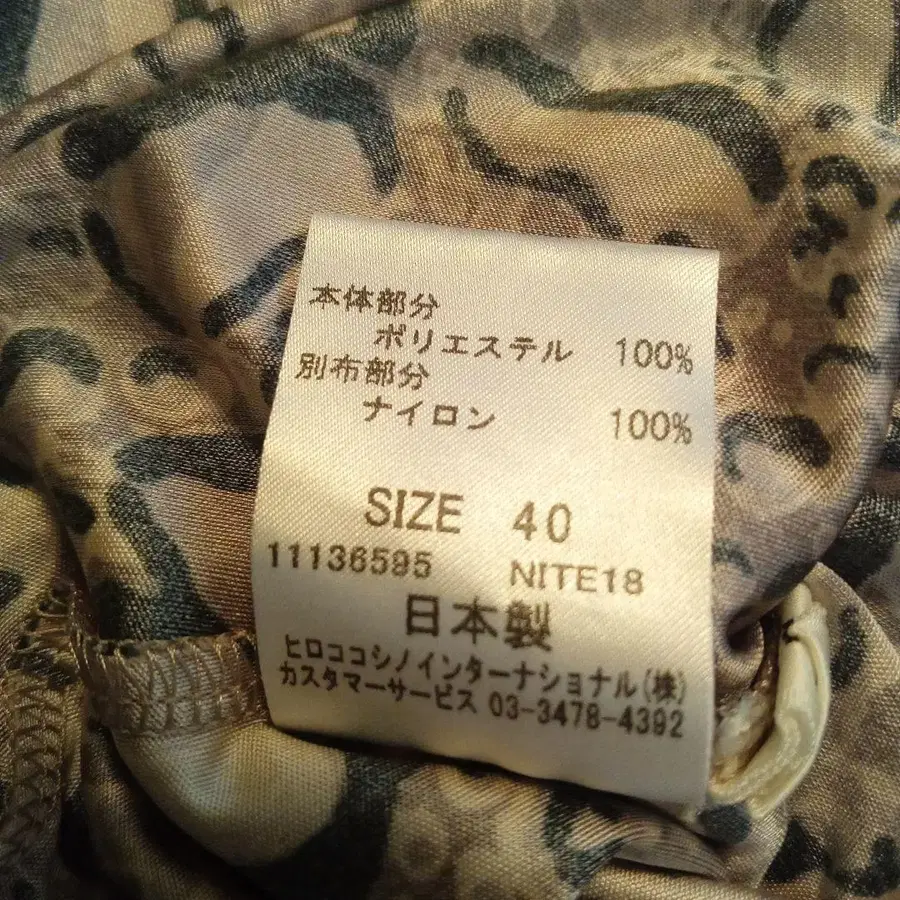 本体部分
ポリエステル 100%
別布部分
ナイロン 100%
SIZE 40
11136595 NITE18
日本製
ヒロココシノインターナショナル(株)
カスタマーサービス 03-3478-4392